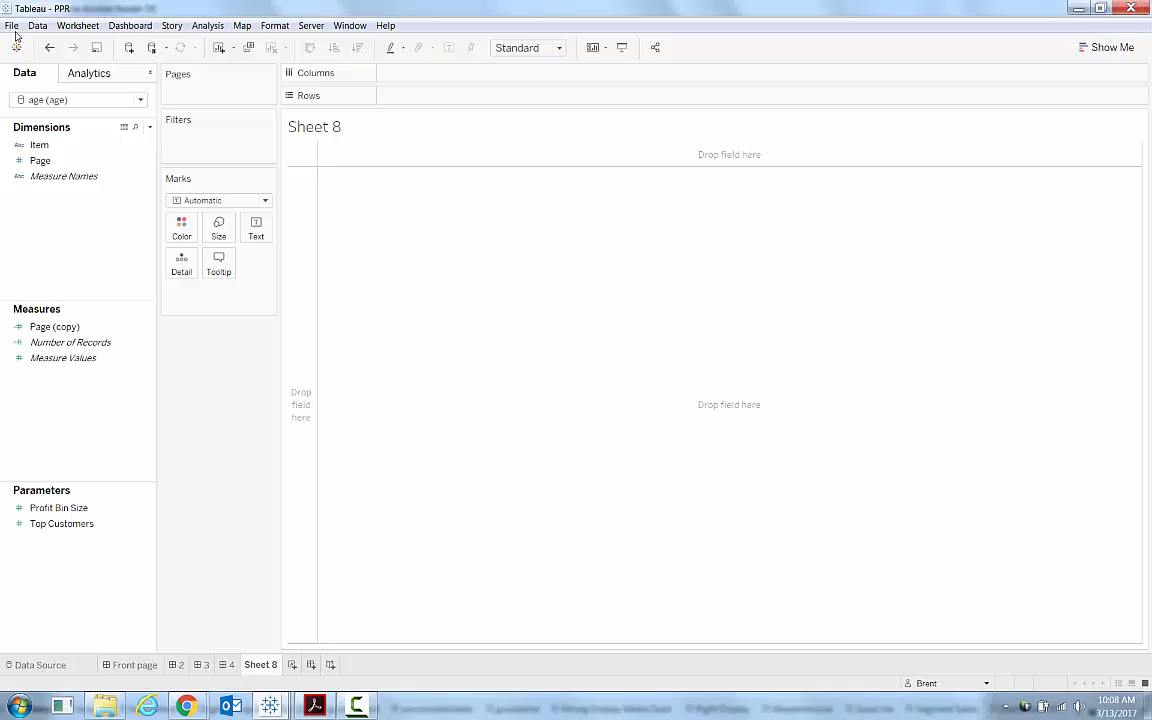 Tableau - PPR
File Data Worksheet Dashboard Story Analysis Map Format Server Window Help
Standard
Show Me
Data Analytics
Pages
Columns
age (age)
Rows
Filters
Dimensions
Sheet 8
Abc Item
# Page
Abc Measure Names
Drop field here
Marks
Automatic
Color Size Text
Detail Tooltip
Measures
Page (copy)
Number of Records
Measure Values
Drop
field
here
Drop field here
Parameters
Profit Bin Size
Top Customers
Data Source Front page 2 3 4 Sheet 8
Brent
10:08 AM
3/13/2017